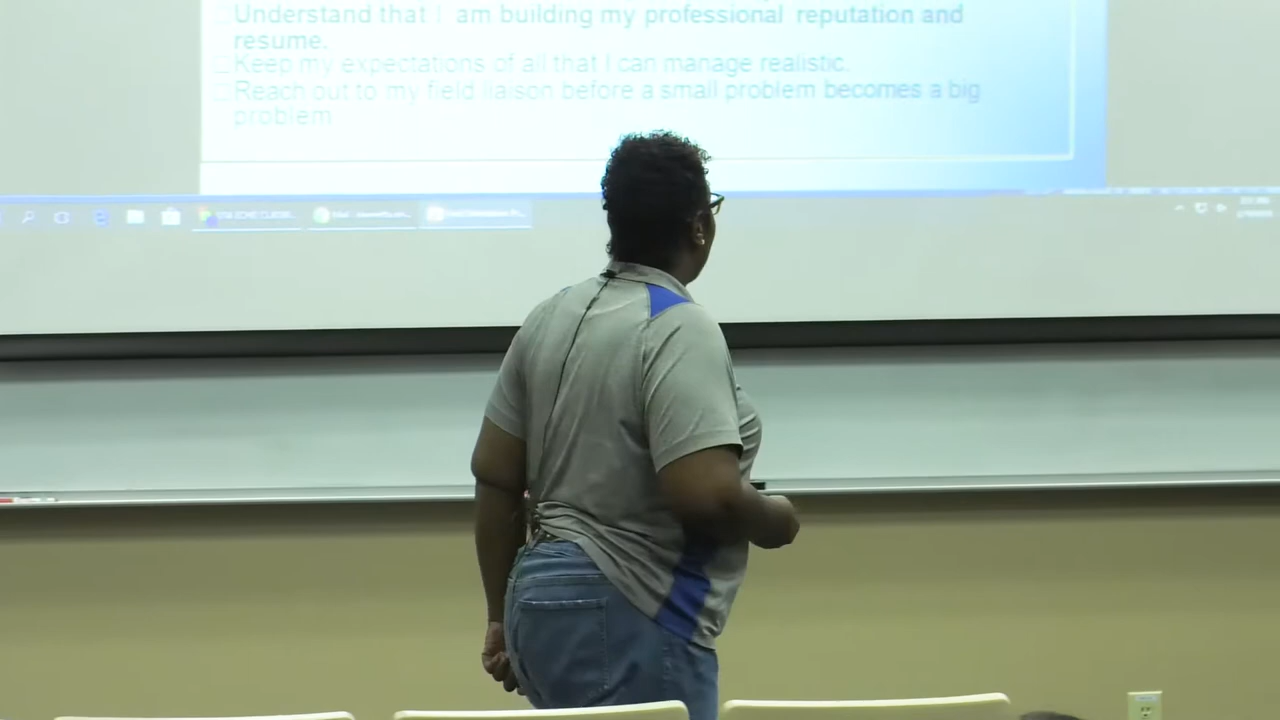 Understand that I am building my professional reputation and
resume.
Keep my expectations of all that I can manage realistic.
Reach out to my field liaison before a small problem becomes a big
problem